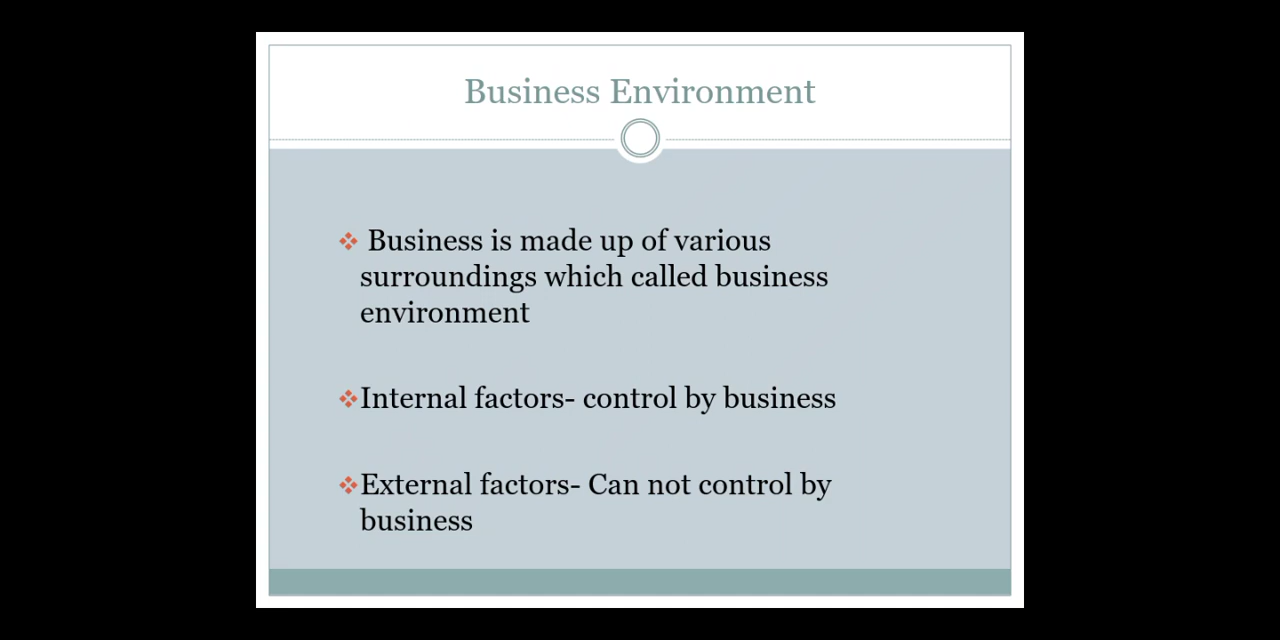 Business Environment
Business is made up of various
surroundings which called business
environment
Internal factors- control by business
External factors- Can not control by
business